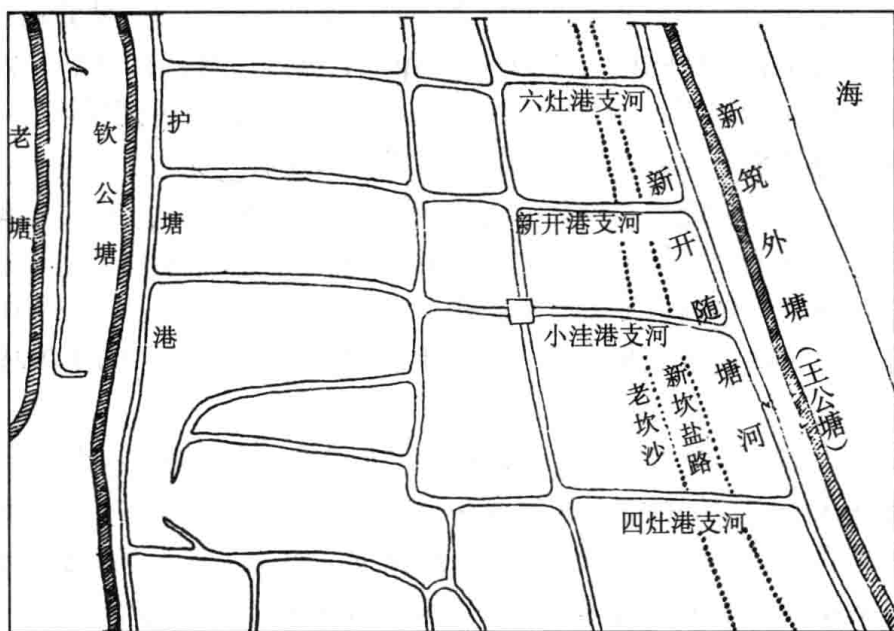 老塘
钦公塘
护塘港
六灶港支河
新开港支河
小洼港支河
四灶港支河
老坎沙
新坎盐路
新开随塘河
新筑外塘(王公塘)
海